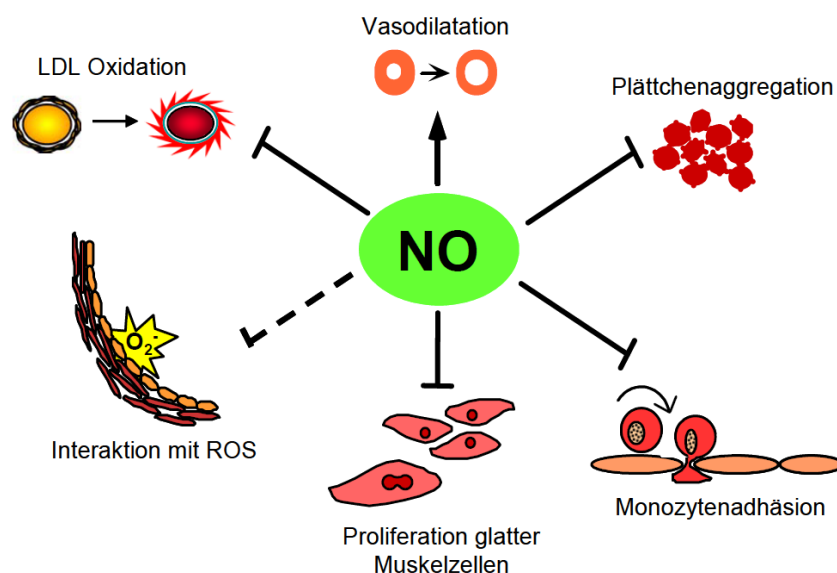 Vasodilatation
LDL Oxidation
Plättchenaggregation
NO
O₂⁻
Interaktion mit ROS
Monozytenadhäsion
Proliferation glatter
Muskelzellen